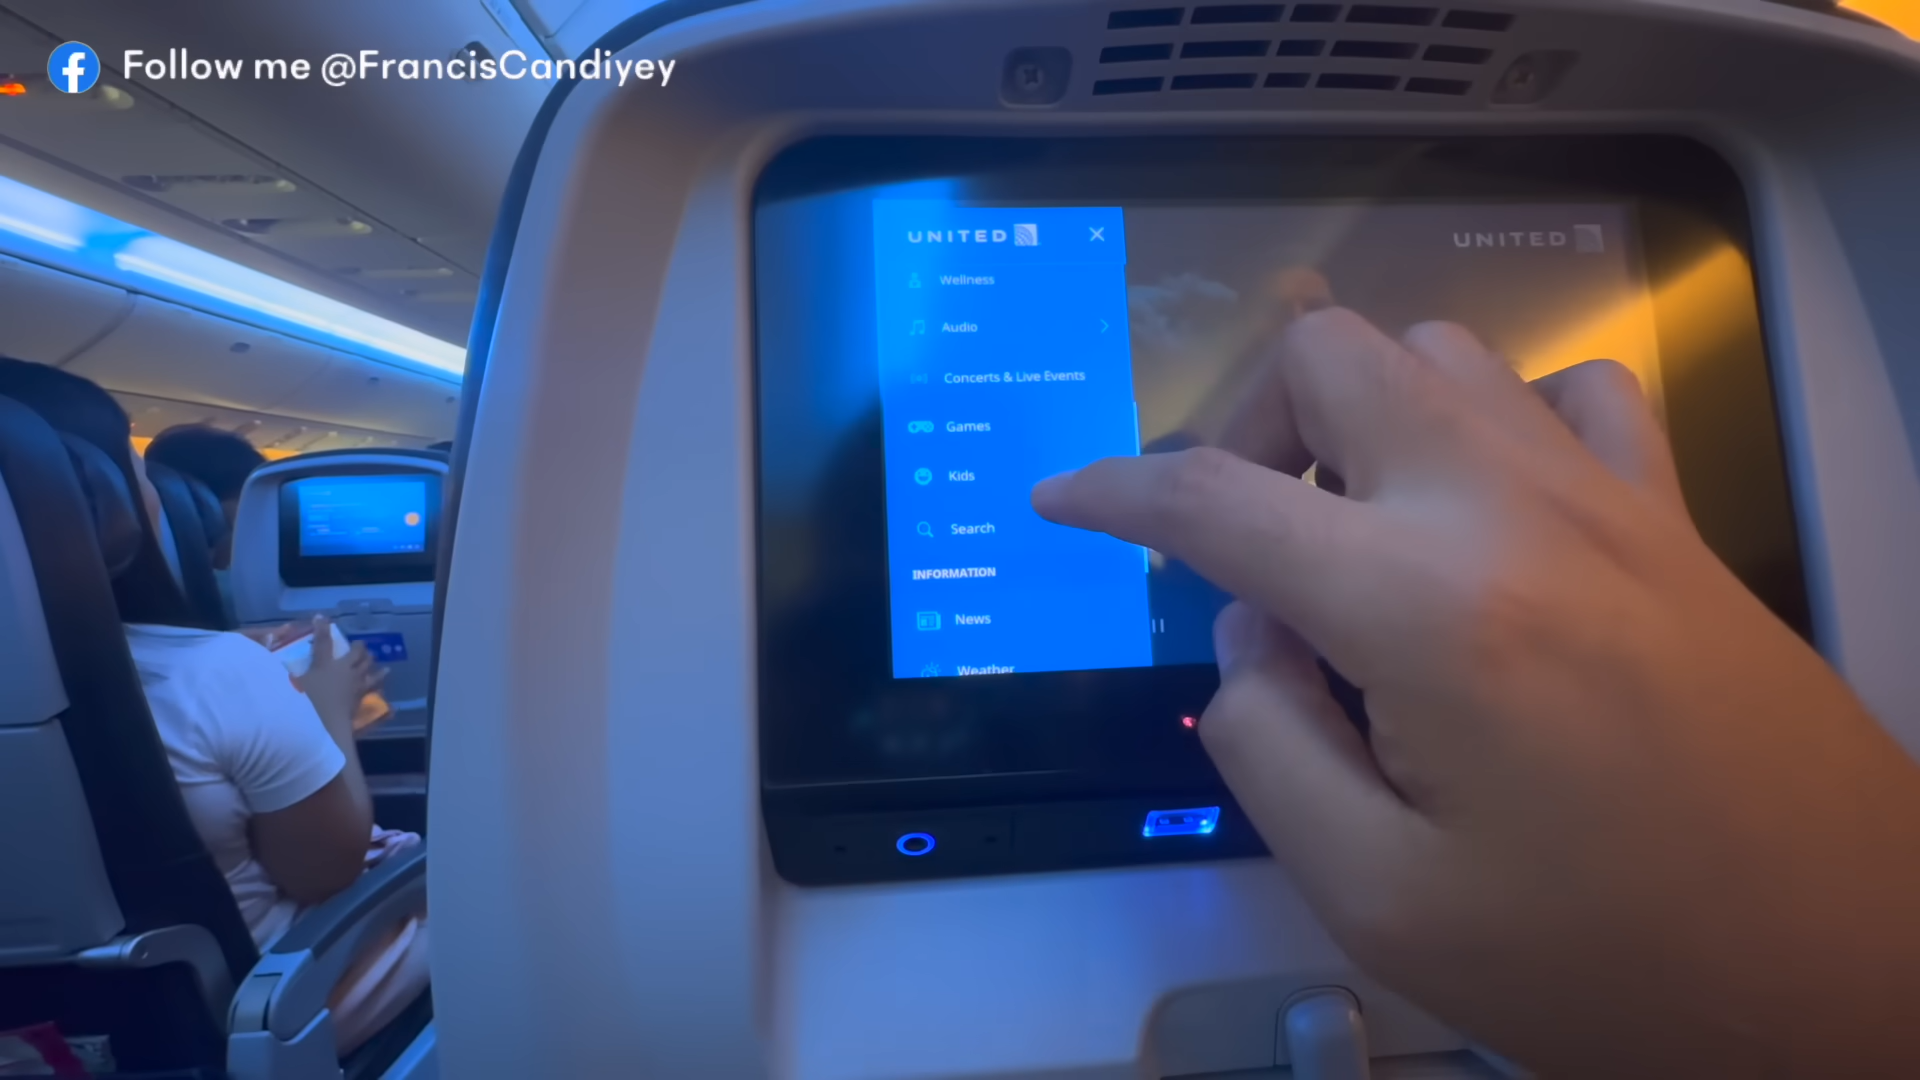 Follow me @FrancisCandiyey
UNITED
UNITED
Wellness
Audio
Concerts & Live Events
Games
Kids
Search
INFORMATION
News
Weather